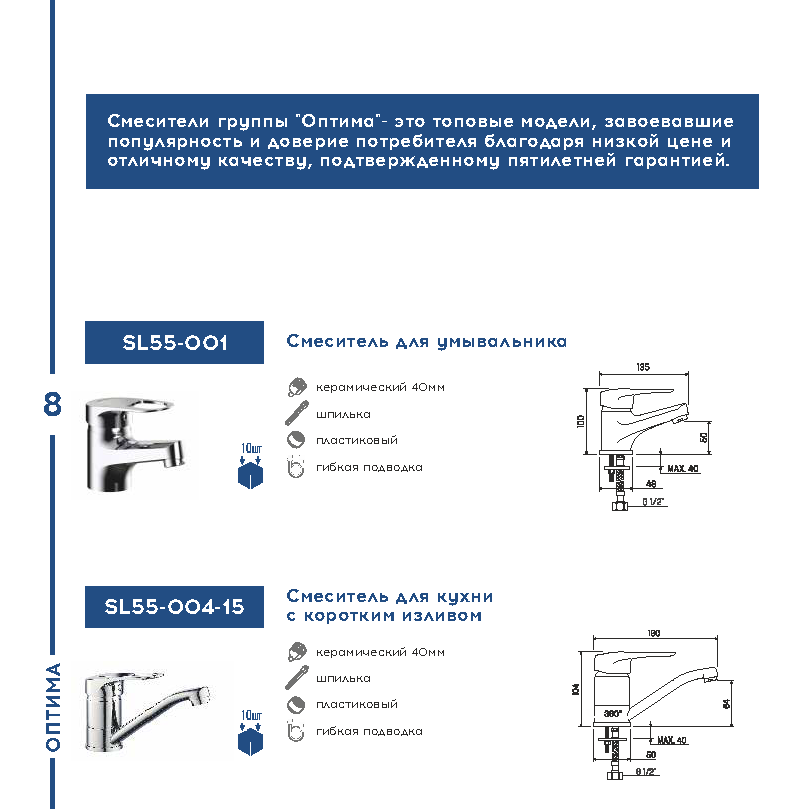 Смесители группы "Оптима"- это топовые модели, завоевавшие
популярность и доверие потребителя благодаря низкой цене и
отличному качеству, подтвержденному пятилетней гарантией.
SL55-001
Смеситель для умывальника
керамический 40мм
шпилька
пластиковый
гибкая подводка
10шт
135
100
50
MAX. 40
48
G 1/2"
8
SL55-004-15
Смеситель для кухни
с коротким изливом
керамический 40мм
шпилька
пластиковый
гибкая подводка
10шт
190
104
360°
64
MAX. 40
50
G 1/2"
ОПТИМА